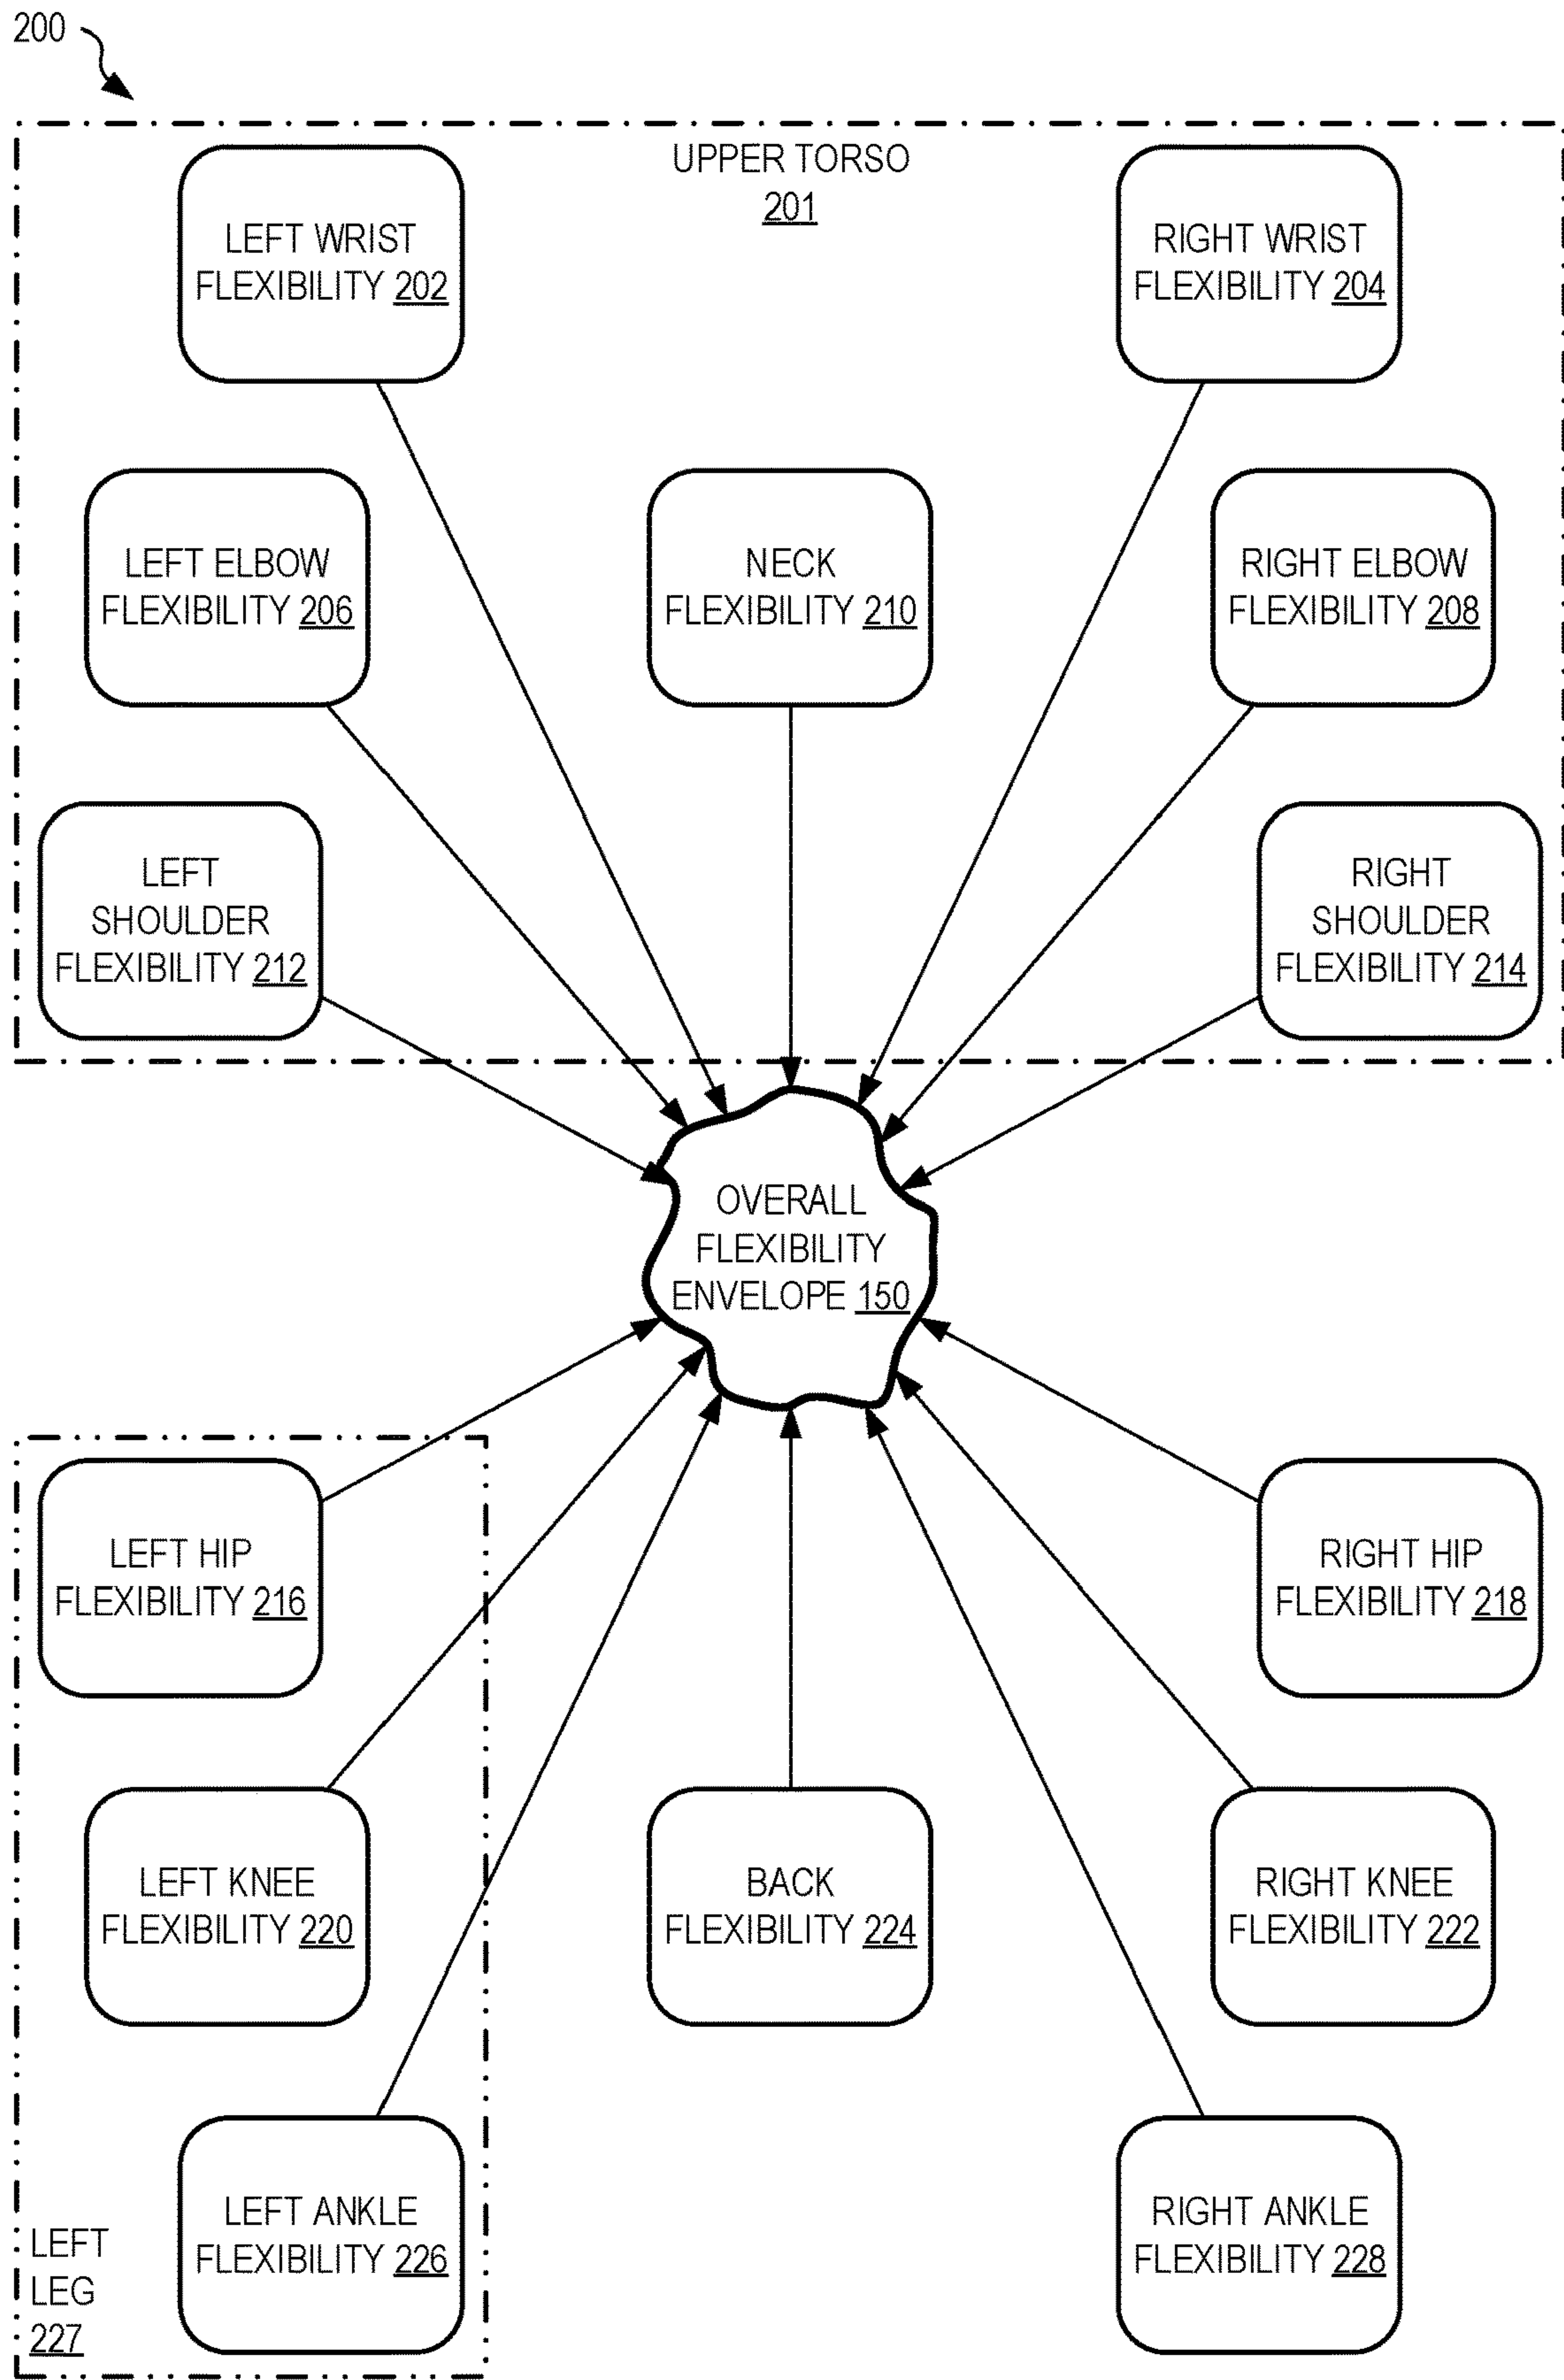 200
UPPER TORSO
201
LEFT WRIST
FLEXIBILITY 202
RIGHT WRIST
FLEXIBILITY 204
LEFT ELBOW
FLEXIBILITY 206
NECK
FLEXIBILITY 210
RIGHT ELBOW
FLEXIBILITY 208
LEFT
SHOULDER
FLEXIBILITY 212
RIGHT
SHOULDER
FLEXIBILITY 214
OVERALL
FLEXIBILITY
ENVELOPE 150
LEFT HIP
FLEXIBILITY 216
RIGHT HIP
FLEXIBILITY 218
LEFT KNEE
FLEXIBILITY 220
BACK
FLEXIBILITY 224
RIGHT KNEE
FLEXIBILITY 222
LEFT ANKLE
FLEXIBILITY 226
RIGHT ANKLE
FLEXIBILITY 228
LEFT
LEG
227